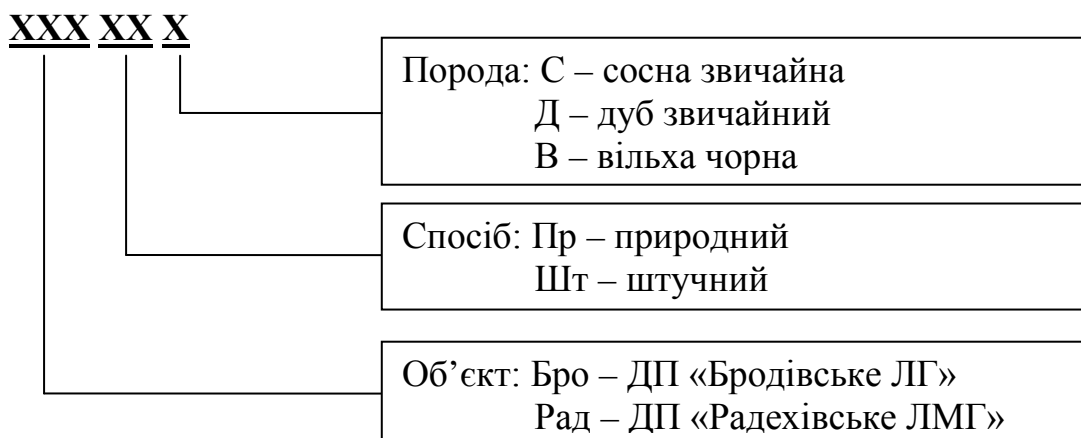 XXX XX X
Порода: С – сосна звичайна
Д – дуб звичайний
В – вільха чорна
Спосіб: Пр – природний
Шт – штучний
Об’єкт: Бро – ДП «Бродівське ЛГ»
Рад – ДП «Радехівське ЛМГ»